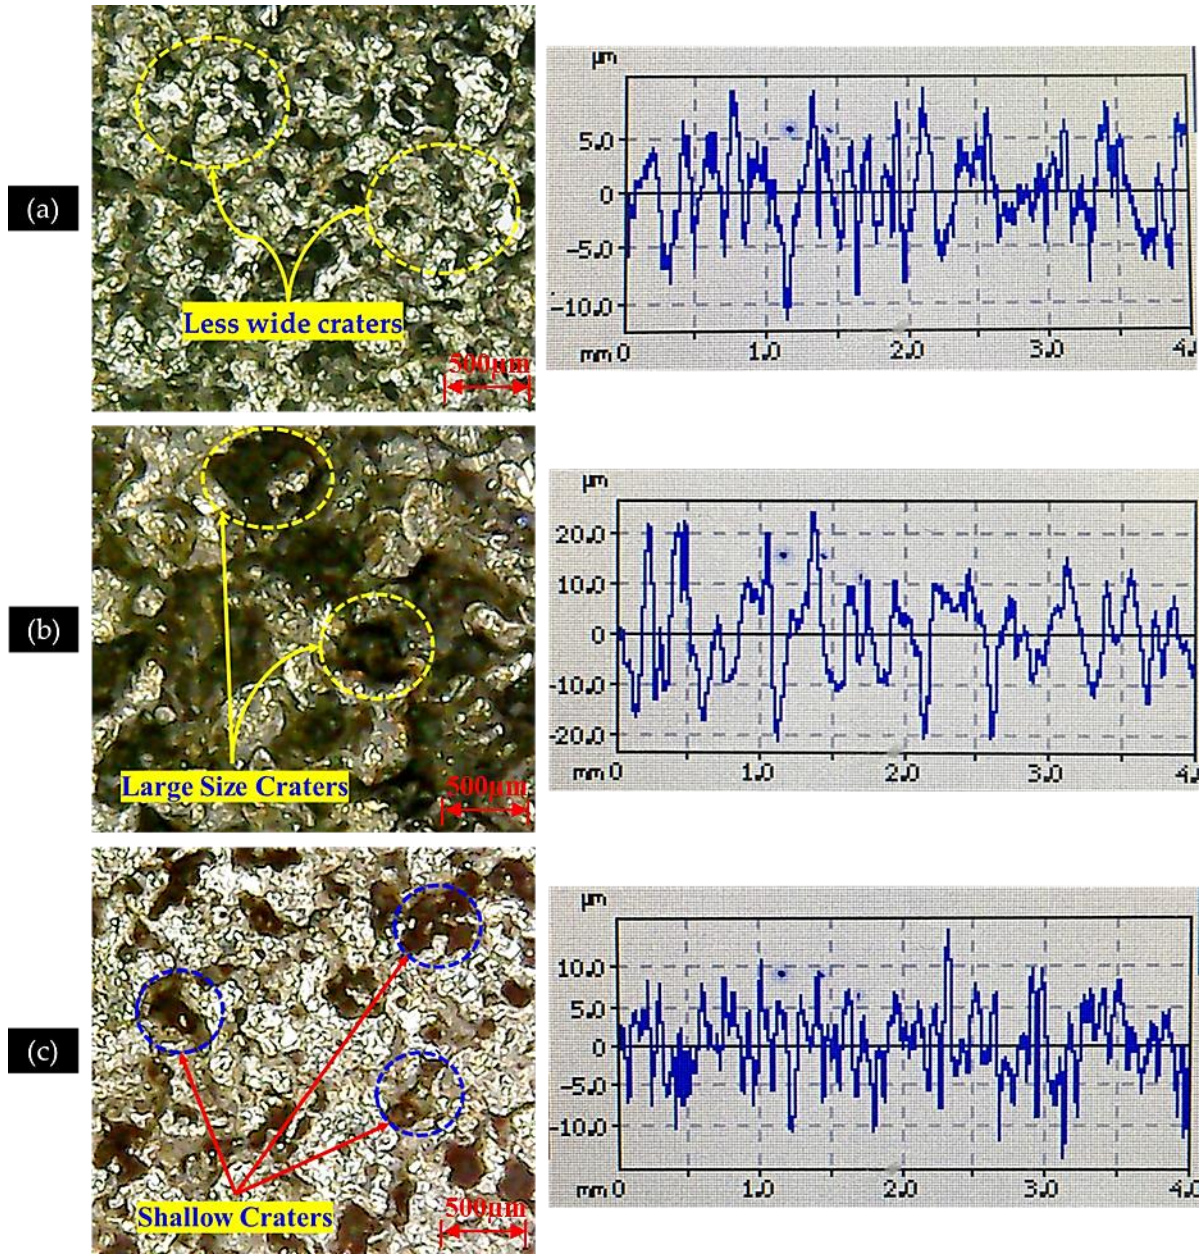 (a)
Less wide craters
500μm
μm
5.0
0
-5.0
-10.0
mm 0 1.0 2.0 3.0 4.
(b)
Large Size Craters
500μm
μm
20.0
10.0
0
-10.0
-20.0
mm 0 1.0 2.0 3.0 4.
(c)
Shallow Craters
500μm
μm
10.0
5.0
0
-5.0
-10.0
mm 0 1.0 2.0 3.0 4.